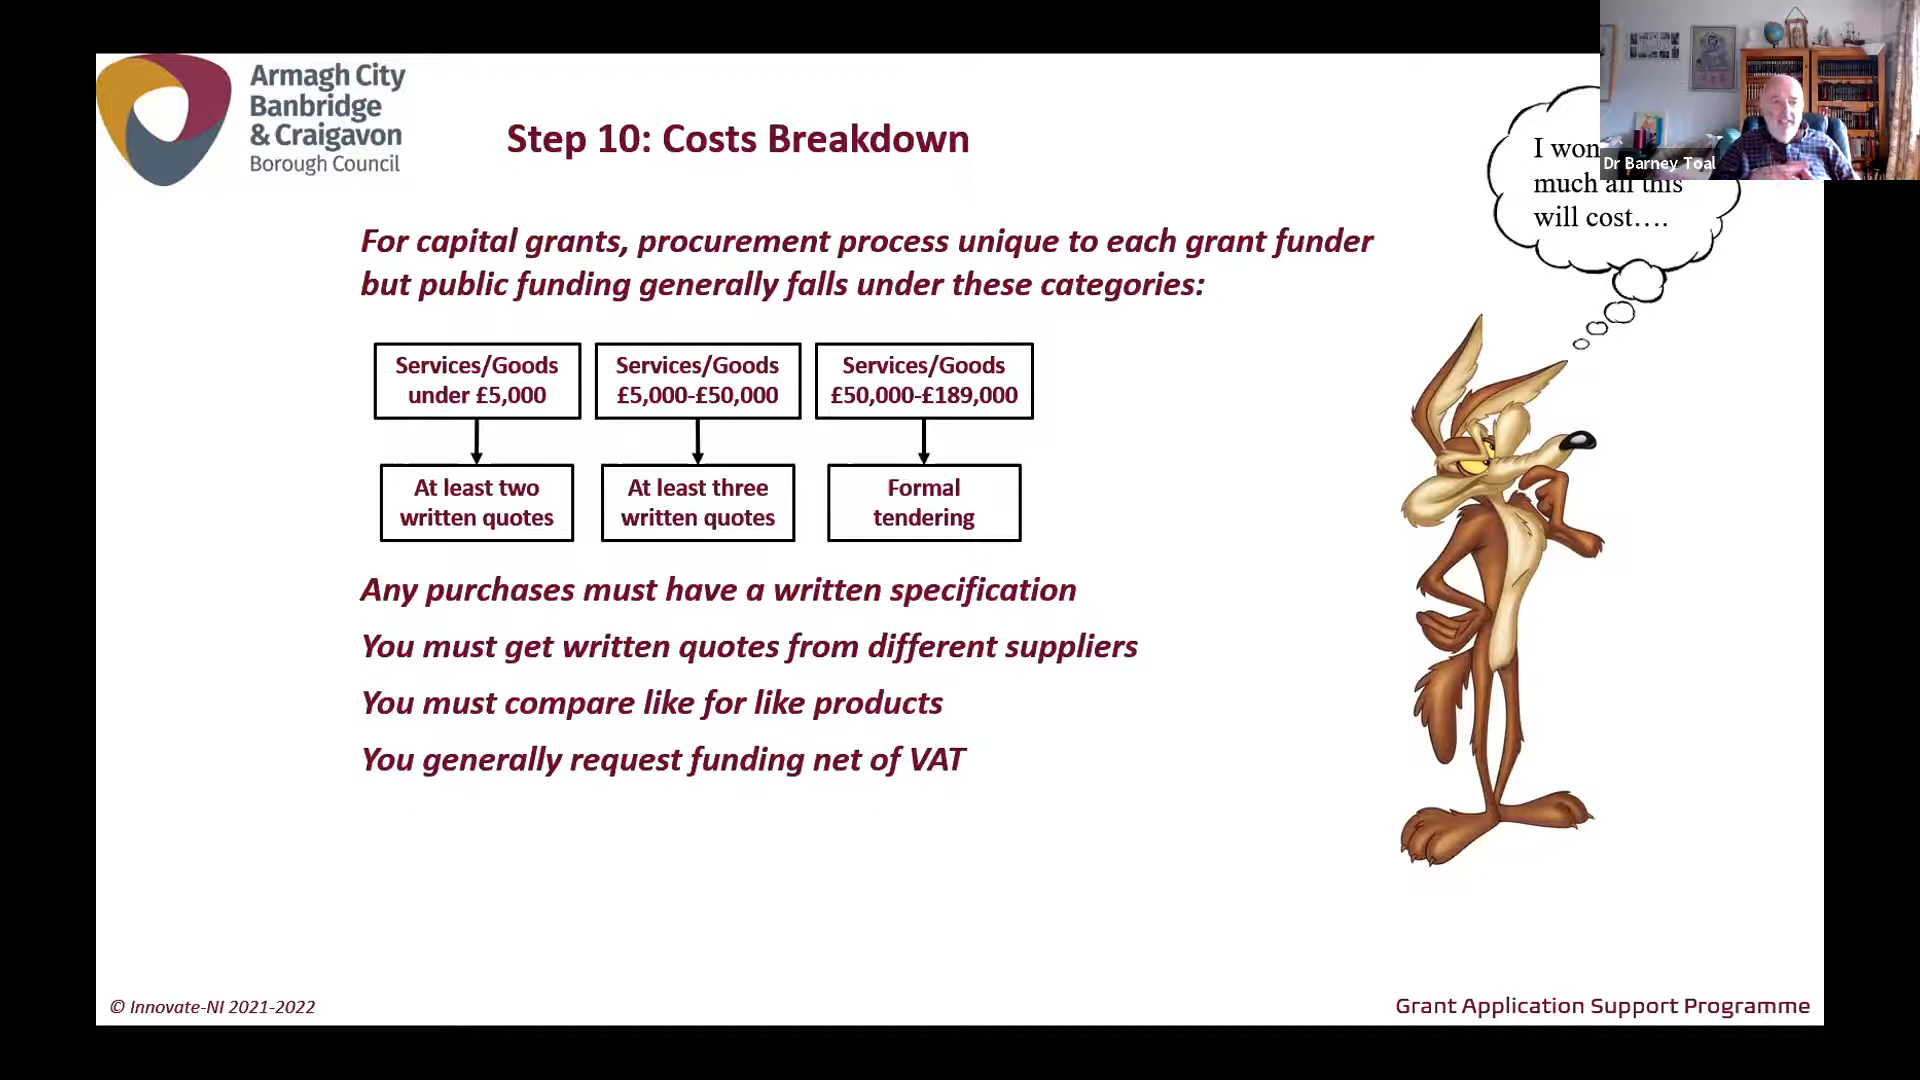 Armagh City
Banbridge
& Craigavon
Borough Council
Step 10: Costs Breakdown
Dr Barney Toal
I won
much all this
will cost....
For capital grants, procurement process unique to each grant funder
but public funding generally falls under these categories:
Services/Goods
under £5,000
Services/Goods
£5,000-£50,000
Services/Goods
£50,000-£189,000
At least two
written quotes
At least three
written quotes
Formal
tendering
Any purchases must have a written specification
You must get written quotes from different suppliers
You must compare like for like products
You generally request funding net of VAT
© Innovate-NI 2021-2022
Grant Application Support Programme